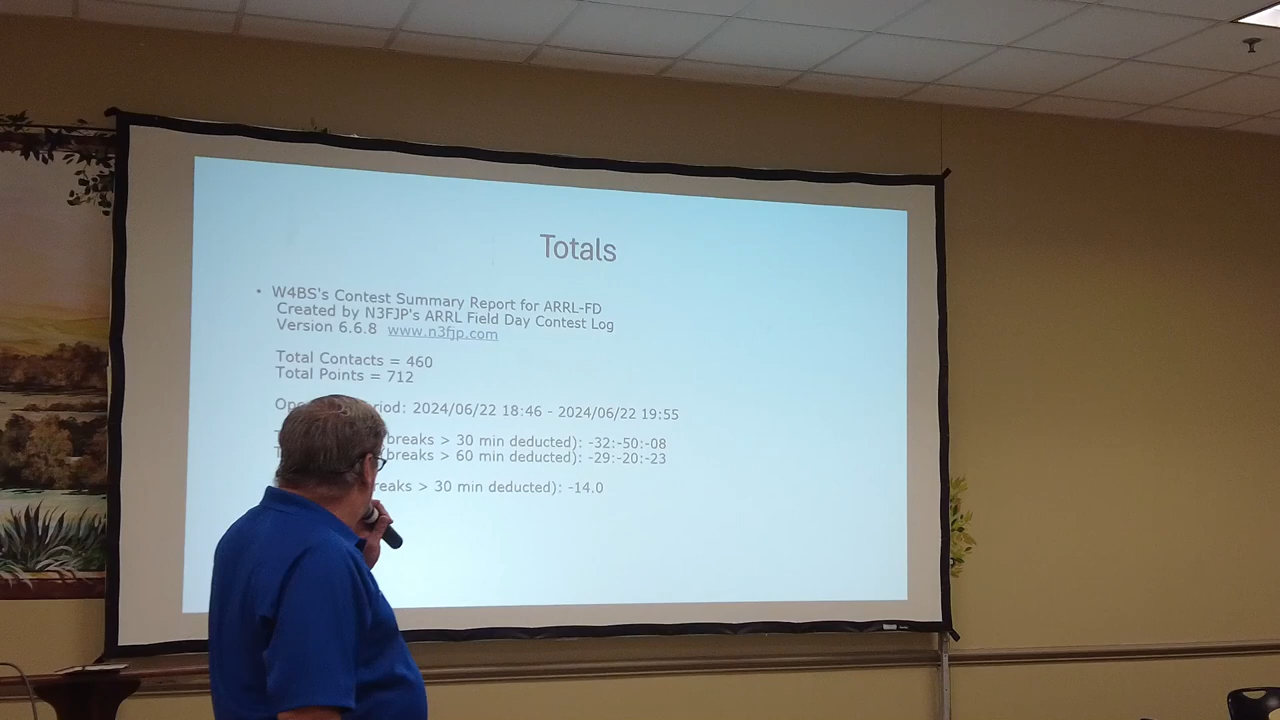 Totals
• W4BS's Contest Summary Report for ARRL-FD
Created by N3FJP's ARRL Field Day Contest Log
Version 6.6.8 www.n3fjp.com
Total Contacts = 460
Total Points = 712
2024/06/22 18:46 - 2024/06/22 19:55
(breaks > 30 min deducted): -32:-50:-08
(breaks > 60 min deducted): -29:-20:-23
> 30 min deducted): -14.0